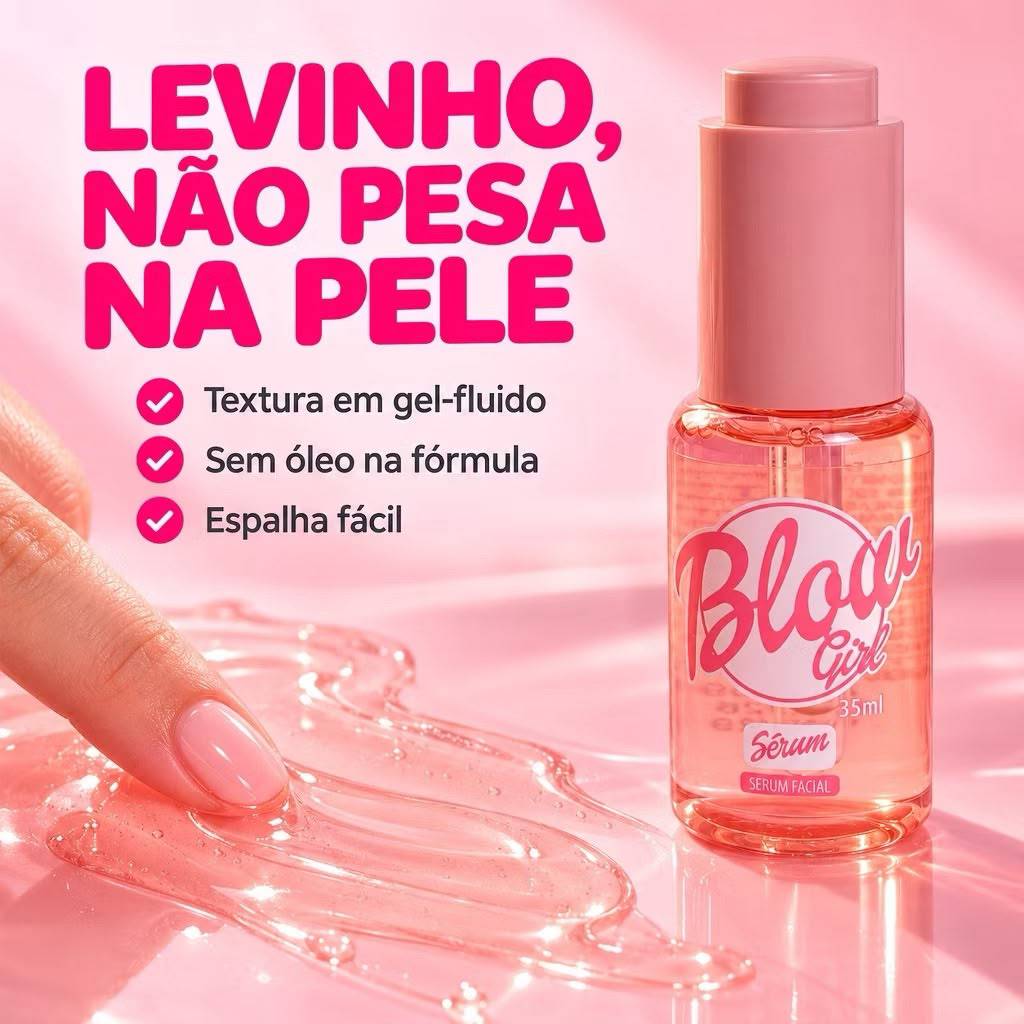 LEVINHO,
NÃO PESA
NA PELE
Textura em gel-fluido
Sem óleo na fórmula
Espalha fácil
Blow
Girl
35ml
Sérum
SERUM FACIAL